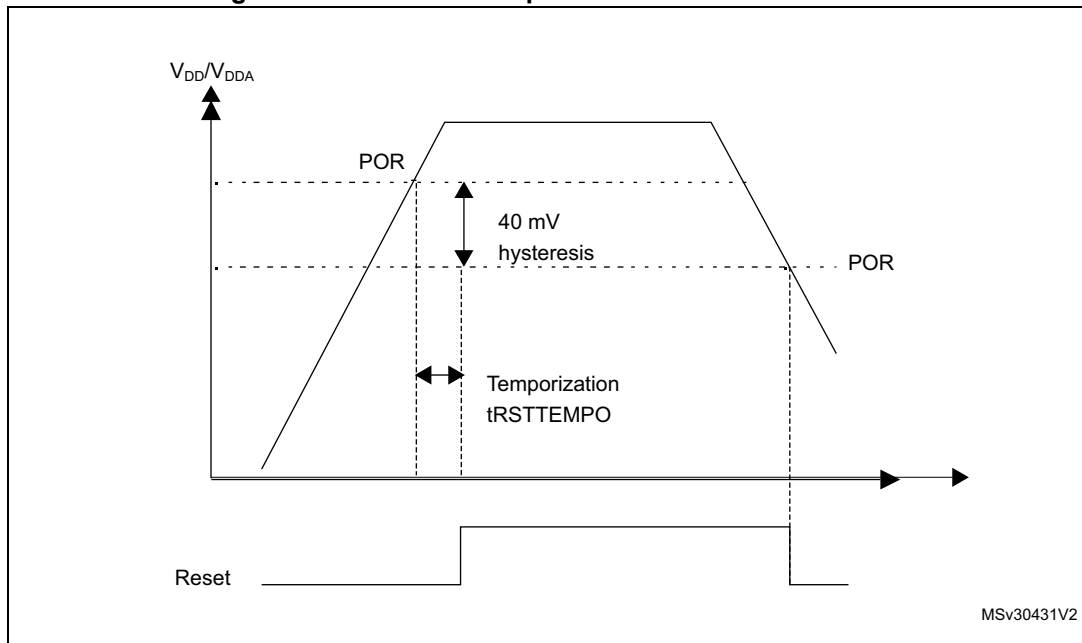 V_DD/V_DDA
POR
40 mV
hysteresis
POR
Temporization
tRSTTEMPO
Reset
MSv30431V2